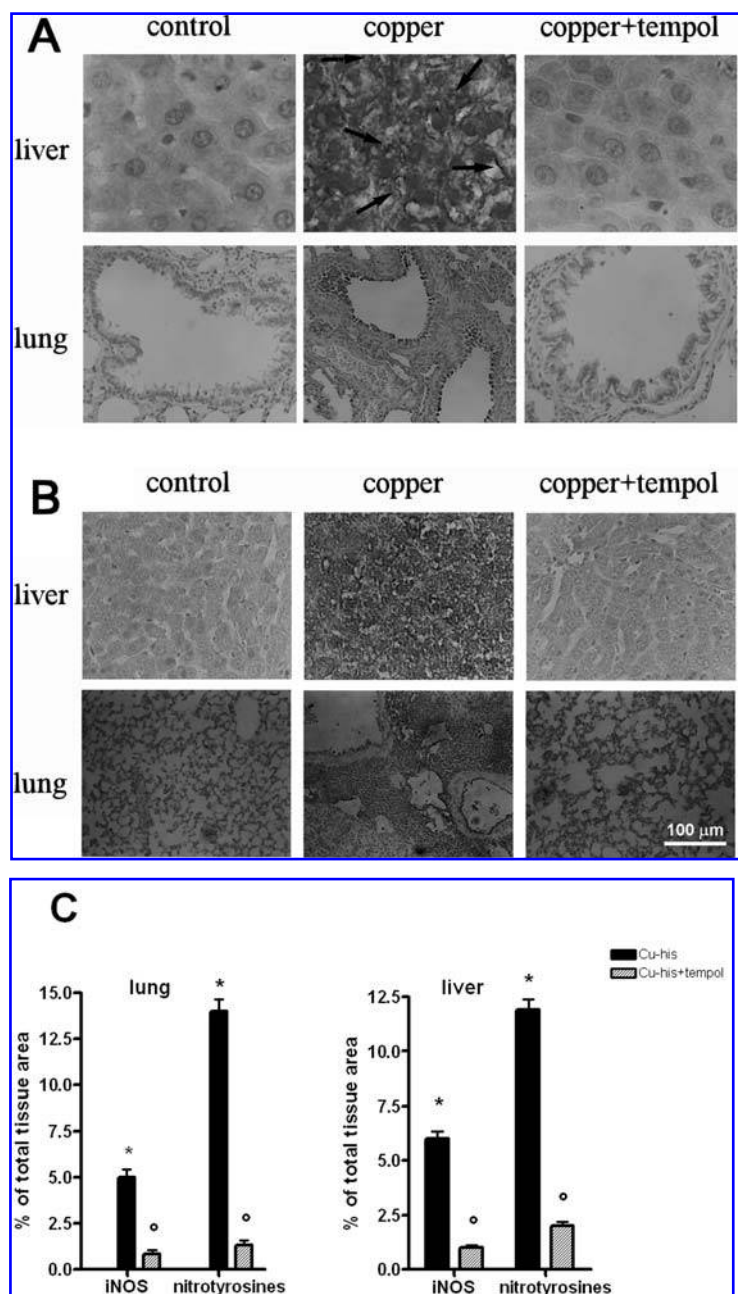 A
control copper copper+tempol
liver
lung
B
control copper copper+tempol
liver
lung
100 µm
C
Cu-his
Cu-his+tempol
lung
% of total tissue area
15.0
12.5
10.0
7.5
5.0
2.5
0.0
*
°
*
°
iNOS nitrotyrosines
liver
% of total tissue area
12.5
10.0
7.5
5.0
2.5
0.0
*
°
*
°
iNOS nitrotyrosines